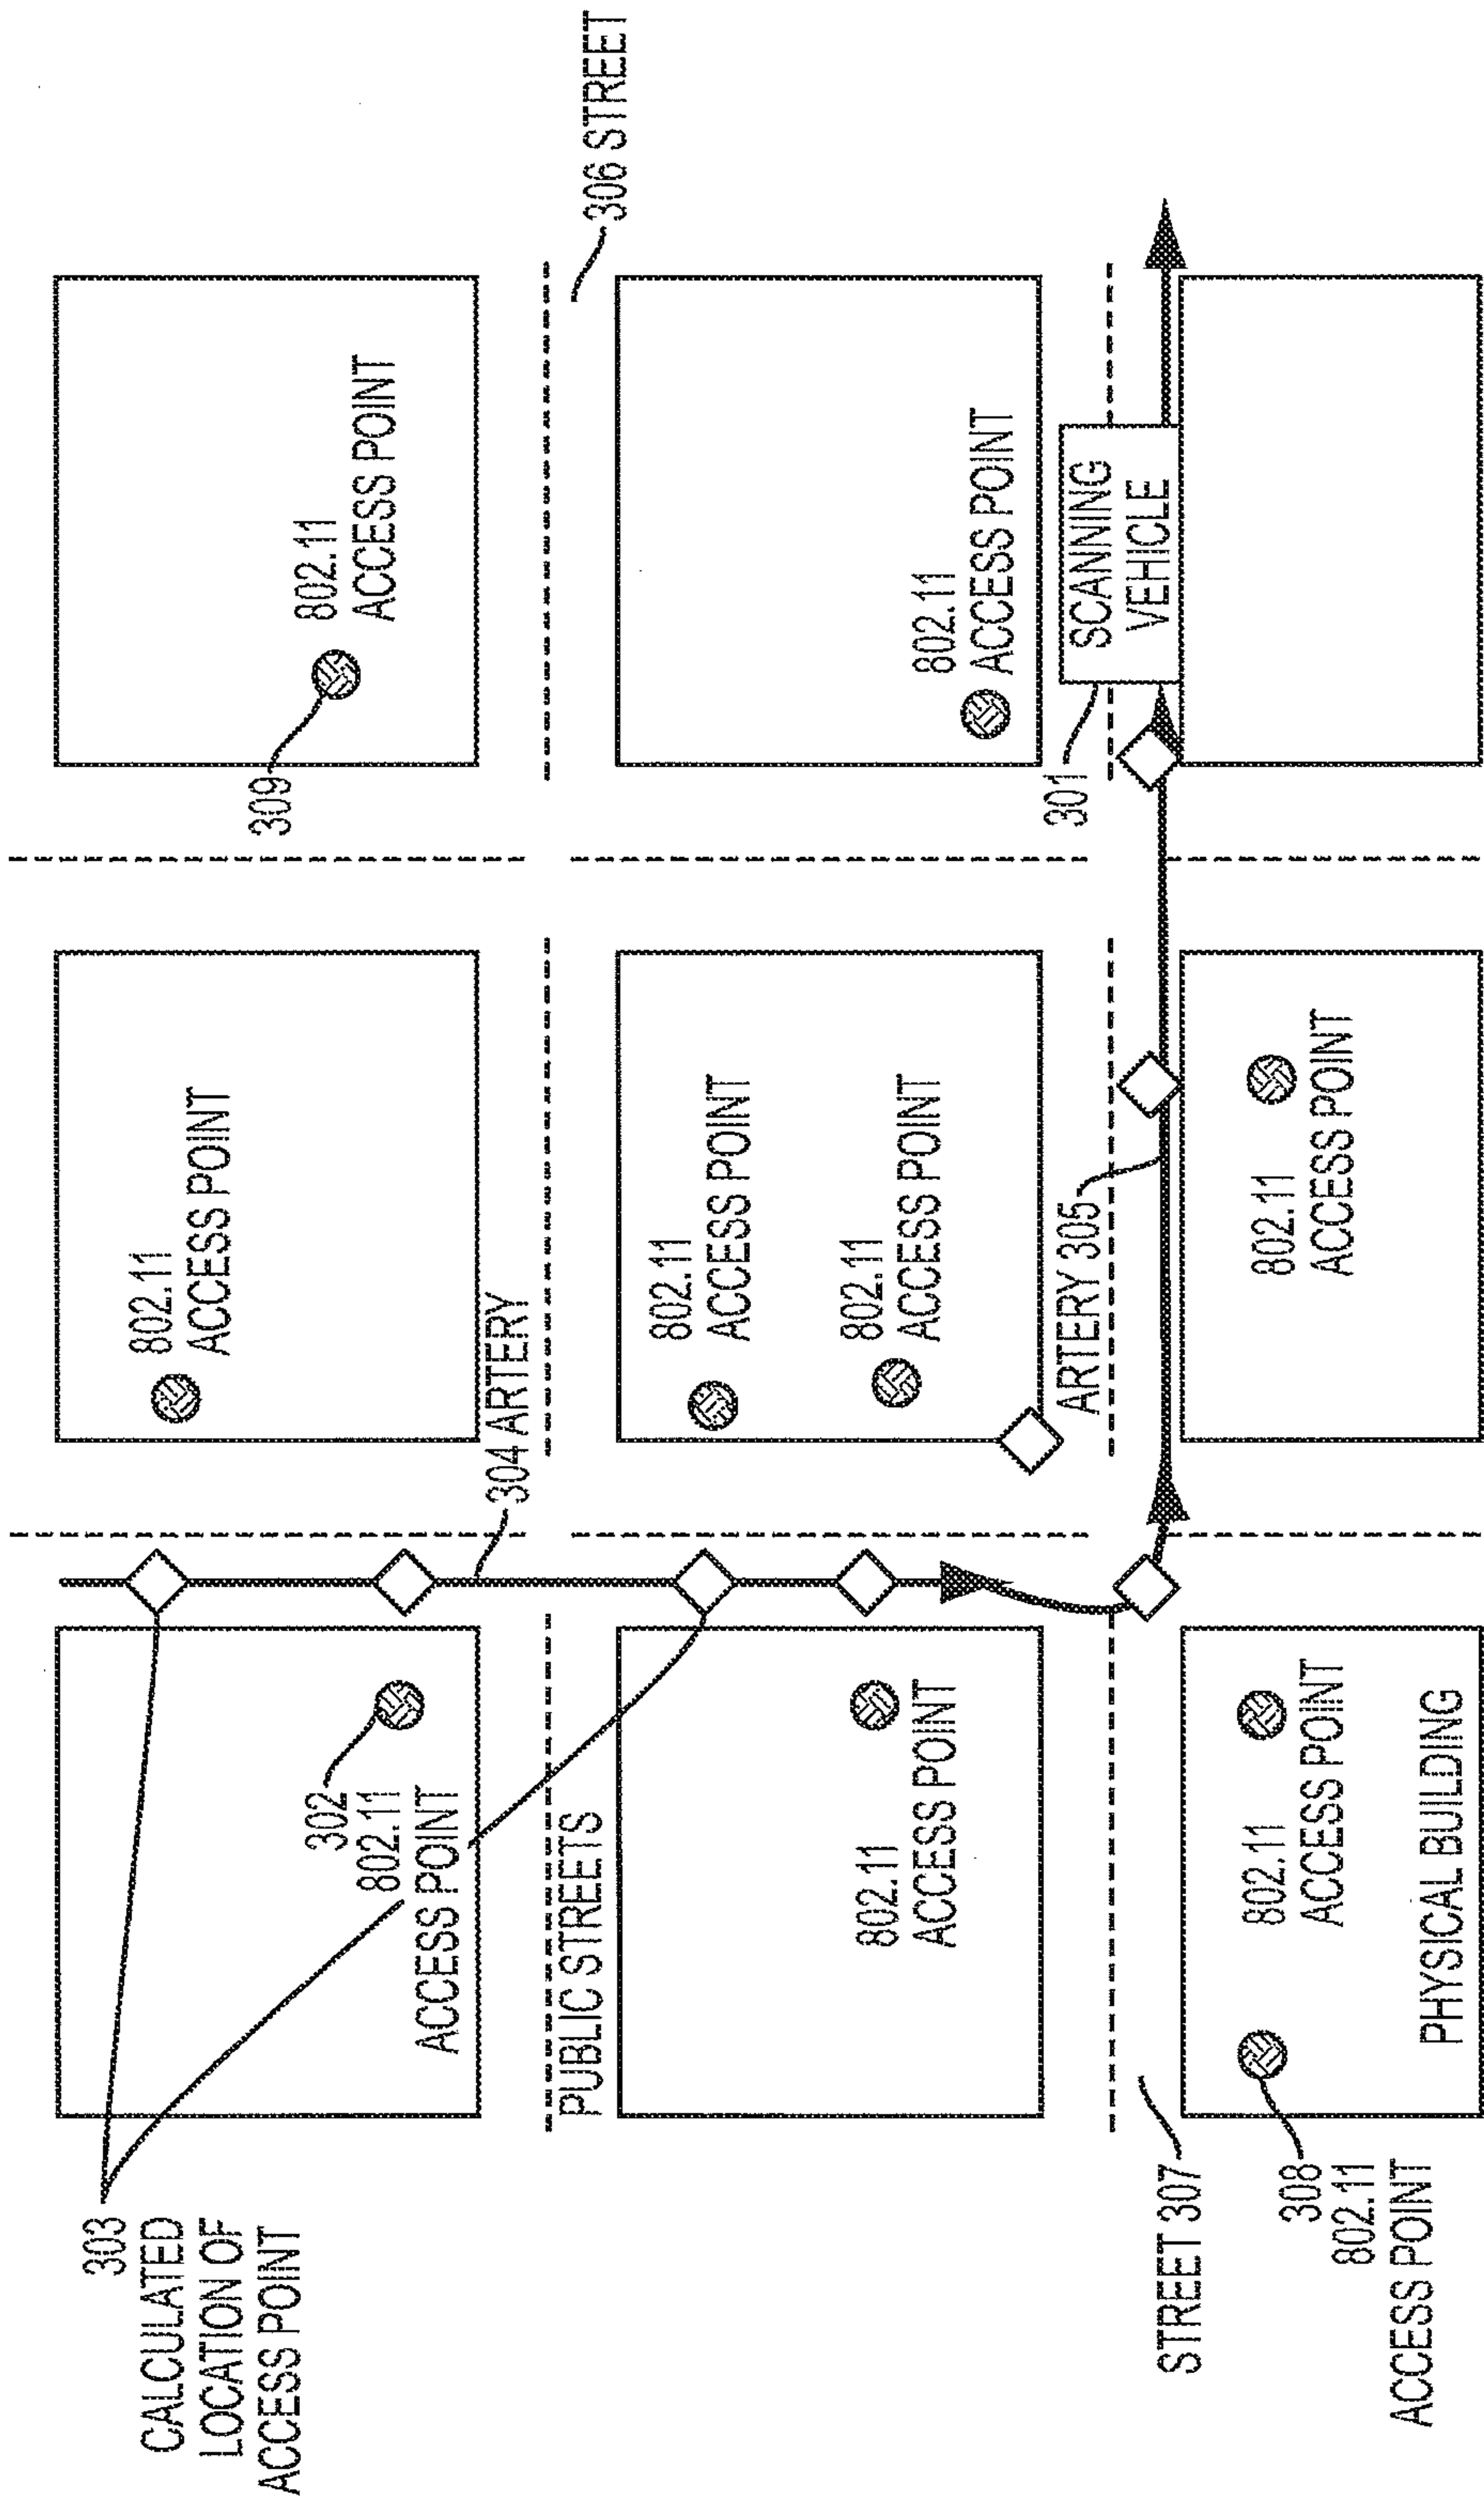 303
CALCULATED
LOCATION OF
ACCESS POINT
302
802.11
ACCESS POINT
304 ARTERY
802.11
ACCESS POINT
309
802.11
ACCESS POINT
PUBLIC STREETS
306 STREET
802.11
ACCESS POINT
802.11
ACCESS POINT
802.11
ACCESS POINT
802.11
ACCESS POINT
ARTERY 305
301
SCANNING
VEHICLE
STREET 307
308
802.11
ACCESS POINT
802.11
ACCESS POINT
PHYSICAL BUILDING
802.11
ACCESS POINT